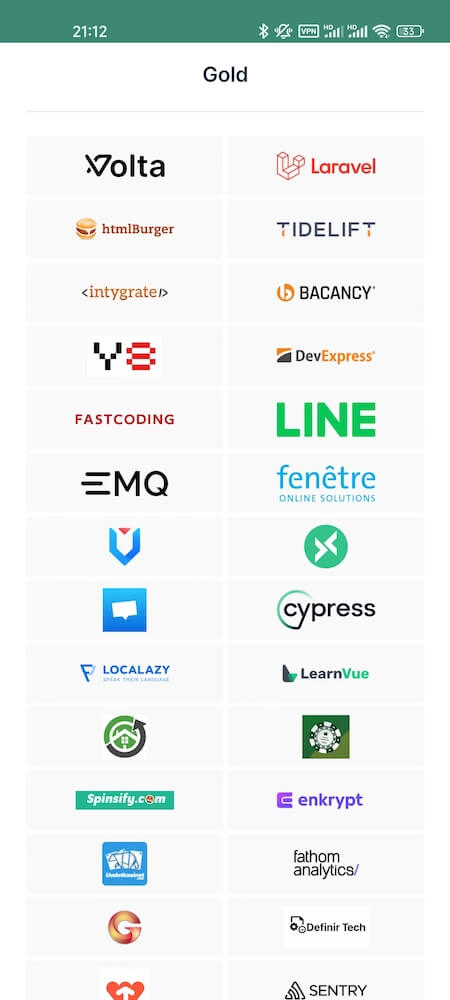 21:12
VPN
HD
HD
33
Gold
Volta
Laravel
htmlBurger
TIDELIFT
<intygrate/>
BACANCY
Y8
DevExpress
FASTCODING
LINE
EMQ
fenêtre
ONLINE SOLUTIONS
cypress
LOCALAZY
SPEAK THEIR LANGUAGE
LearnVue
Spinsify.com
enkrypt
fathom
analytics/
Definir Tech
SENTRY